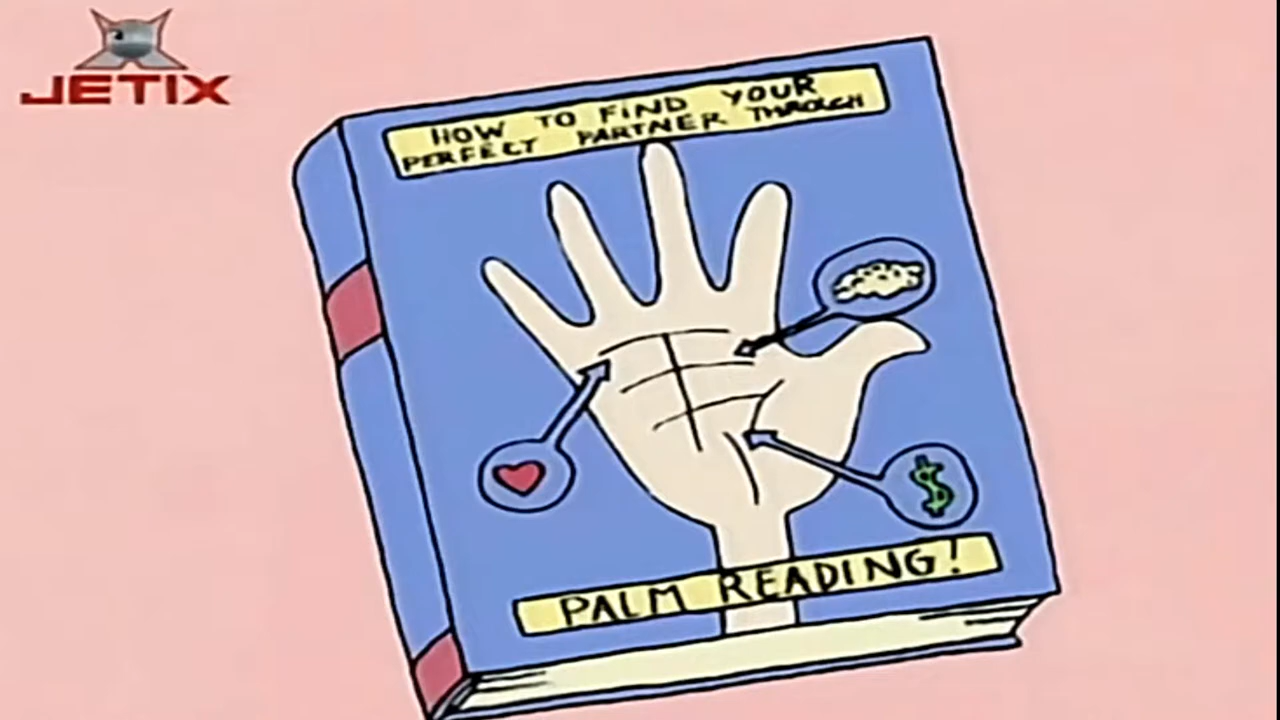 JETIX
HOW TO FIND YOUR
PERFECT PARTNER THROUGH
$
PALM READING!